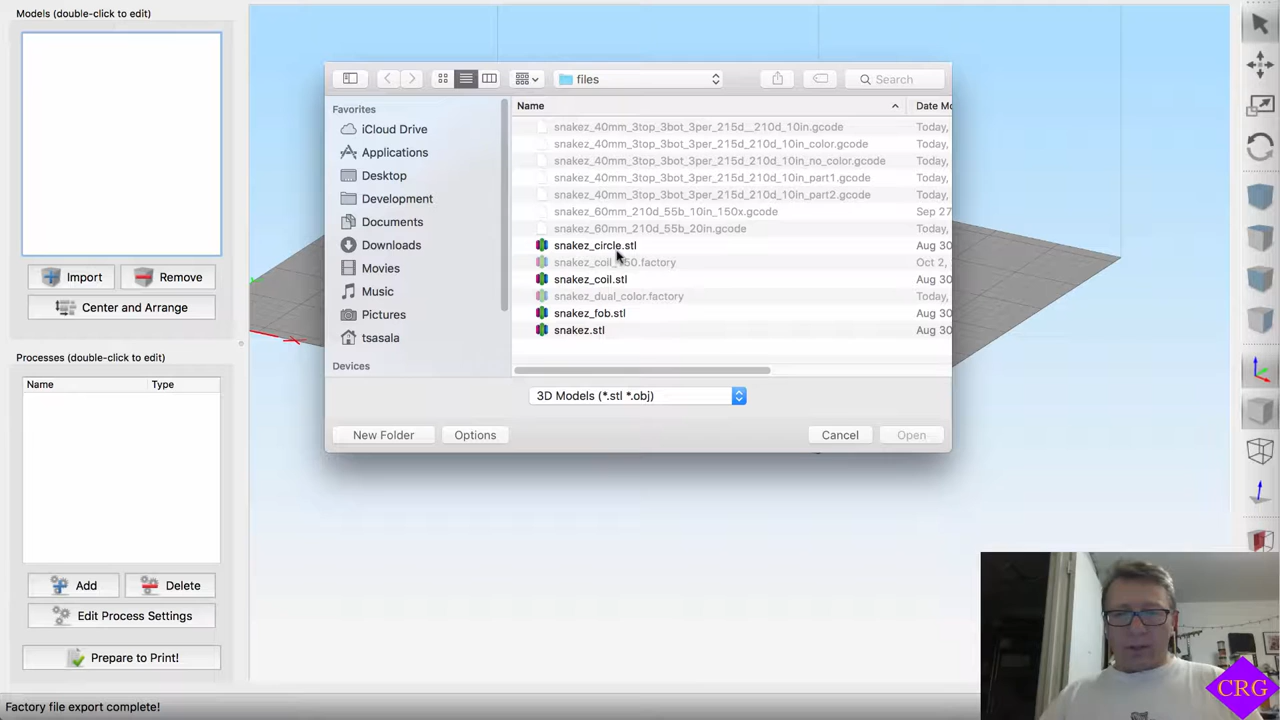 Models (double-click to edit)
Import
Remove
Center and Arrange
Processes (double-click to edit)
Name Type
Add
Delete
Edit Process Settings
Prepare to Print!
Factory file export complete!
files
Search
Favorites
iCloud Drive
Applications
Desktop
Development
Documents
Downloads
Movies
Music
Pictures
tsasala
Devices
Name Date Mo
snakez_40mm_3top_3bot_3per_215d__210d_10in.gcode Today,
snakez_40mm_3top_3bot_3per_215d_210d_10in_color.gcode Today,
snakez_40mm_3top_3bot_3per_215d_210d_10in_no_color.gcode Today,
snakez_40mm_3top_3bot_3per_215d_210d_10in_part1.gcode Today,
snakez_40mm_3top_3bot_3per_215d_210d_10in_part2.gcode Today,
snakez_60mm_210d_55b_10in_150x.gcode Sep 27
snakez_60mm_210d_55b_20in.gcode Today,
snakez_circle.stl Aug 30
Oct 2,
snakez_coil.stl Aug 30
snakez_dual_color.factory Today,
snakez_fob.stl Aug 30
snakez.stl Aug 30
3D Models (*.stl *.obj)
New Folder
Options
Cancel
Open
CRG